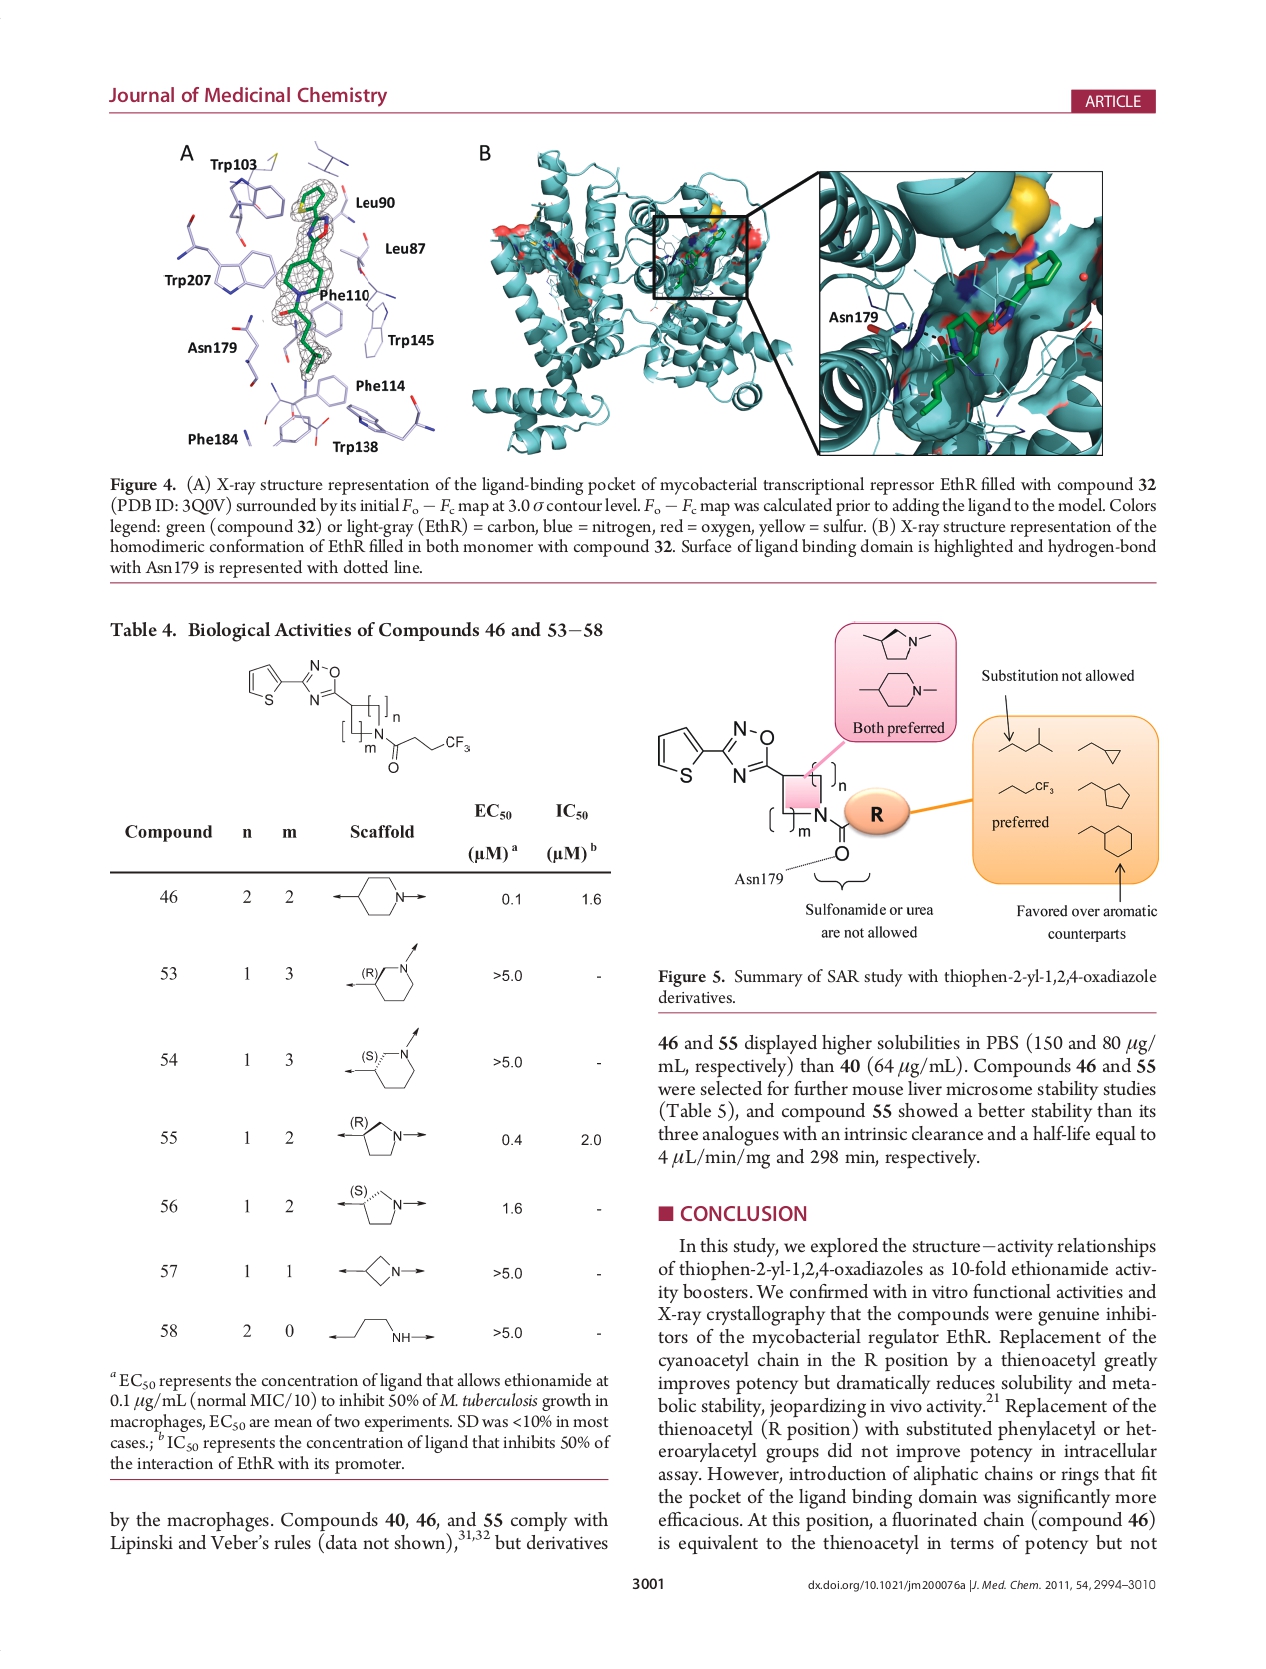 Journal of Medicinal Chemistry
ARTICLE
A
Trp103
Leu90
Leu87
Trp207
Phe110
Asn179
Trp145
Phe114
Phe184
Trp138
B
Asn179
Figure 4. (A) X-ray structure representation of the ligand-binding pocket of mycobacterial transcriptional repressor EthR filled with compound 32
(PDB ID: 3Q0V) surrounded by its initial Fo − Fc map at 3.0 σ contour level. Fo − Fc map was calculated prior to adding the ligand to the model. Colors
legend: green (compound 32) or light-gray (EthR) = carbon, blue = nitrogen, red = oxygen, yellow = sulfur. (B) X-ray structure representation of the
homodimeric conformation of EthR filled in both monomer with compound 32. Surface of ligand binding domain is highlighted and hydrogen-bond
with Asn179 is represented with dotted line.
Table 4. Biological Activities of Compounds 46 and 53−58
N O
S N
n
m N
CF3
O
EC50 IC50
Compound n m Scaffold
(μM) a (μM) b
46 2 2 N 0.1 1.6
53 1 3 (R) N >5.0 -
54 1 3 (S) N >5.0 -
55 1 2 (R) N 0.4 2.0
56 1 2 (S) N 1.6 -
57 1 1 N >5.0 -
58 2 0 NH >5.0 -
a EC50 represents the concentration of ligand that allows ethionamide at
0.1 μg/mL (normal MIC/10) to inhibit 50% of M. tuberculosis growth in
macrophages, EC50 are mean of two experiments. SD was <10% in most
cases.; b IC50 represents the concentration of ligand that inhibits 50% of
the interaction of EthR with its promoter.
by the macrophages. Compounds 40, 46, and 55 comply with
Lipinski and Veber's rules (data not shown),31,32 but derivatives
N
N
Both preferred
Substitution not allowed
CF3
preferred
N O
S N
n
m N
R
O
Asn179
Sulfonamide or urea
are not allowed
Favored over aromatic
counterparts
Figure 5. Summary of SAR study with thiophen-2-yl-1,2,4-oxadiazole
derivatives.
46 and 55 displayed higher solubilities in PBS (150 and 80 μg/
mL, respectively) than 40 (64 μg/mL). Compounds 46 and 55
were selected for further mouse liver microsome stability studies
(Table 5), and compound 55 showed a better stability than its
three analogues with an intrinsic clearance and a half-life equal to
4 μL/min/mg and 298 min, respectively.
■ CONCLUSION
In this study, we explored the structure−activity relationships
of thiophen-2-yl-1,2,4-oxadiazoles as 10-fold ethionamide activ-
ity boosters. We confirmed with in vitro functional activities and
X-ray crystallography that the compounds were genuine inhibi-
tors of the mycobacterial regulator EthR. Replacement of the
cyanoacetyl chain in the R position by a thienoacetyl greatly
improves potency but dramatically reduces solubility and meta-
bolic stability, jeopardizing in vivo activity.21 Replacement of the
thienoacetyl (R position) with substituted phenylacetyl or het-
eroarylacetyl groups did not improve potency in intracellular
assay. However, introduction of aliphatic chains or rings that fit
the pocket of the ligand binding domain was significantly more
efficacious. At this position, a fluorinated chain (compound 46)
is equivalent to the thienoacetyl in terms of potency but not
3001
dx.doi.org/10.1021/jm200076a |J. Med. Chem. 2011, 54, 2994–3010